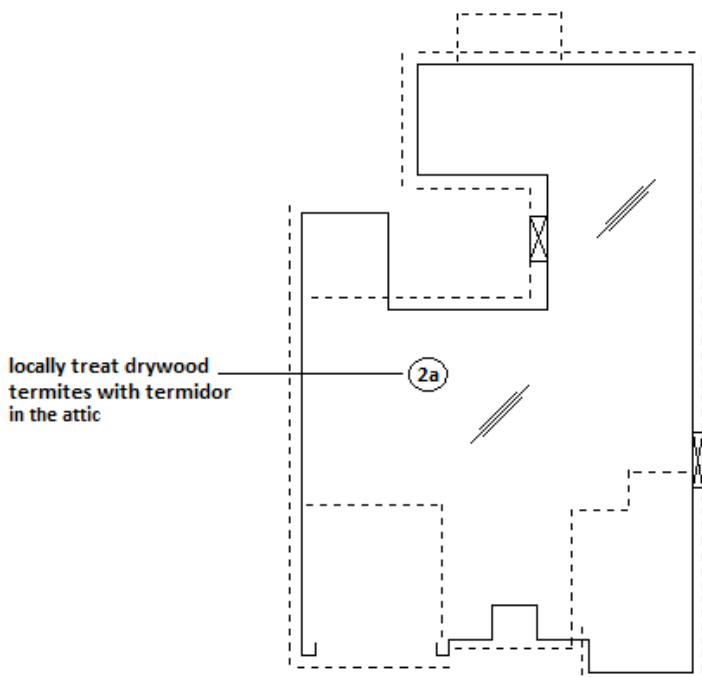 locally treat drywood
termites with termidor
in the attic
2a